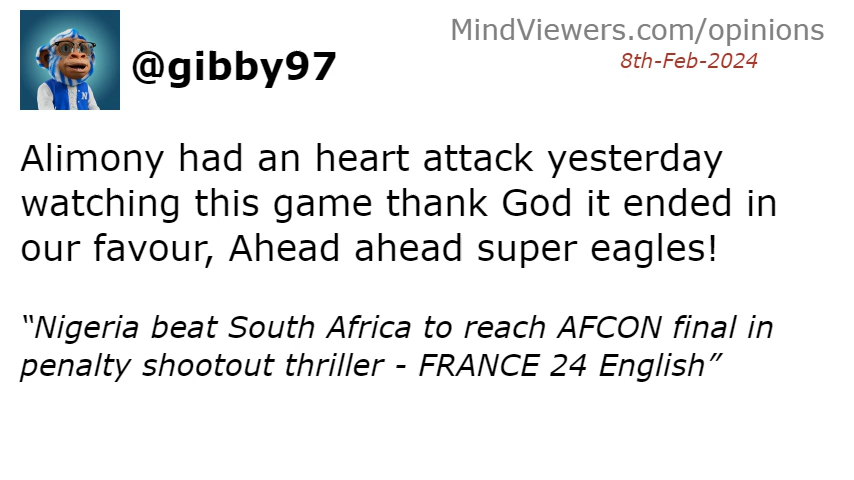 MindViewers.com/opinions
8th-Feb-2024
@gibby97
Alimony had an heart attack yesterday
watching this game thank God it ended in
our favour, Ahead ahead super eagles!
“Nigeria beat South Africa to reach AFCON final in
penalty shootout thriller - FRANCE 24 English”